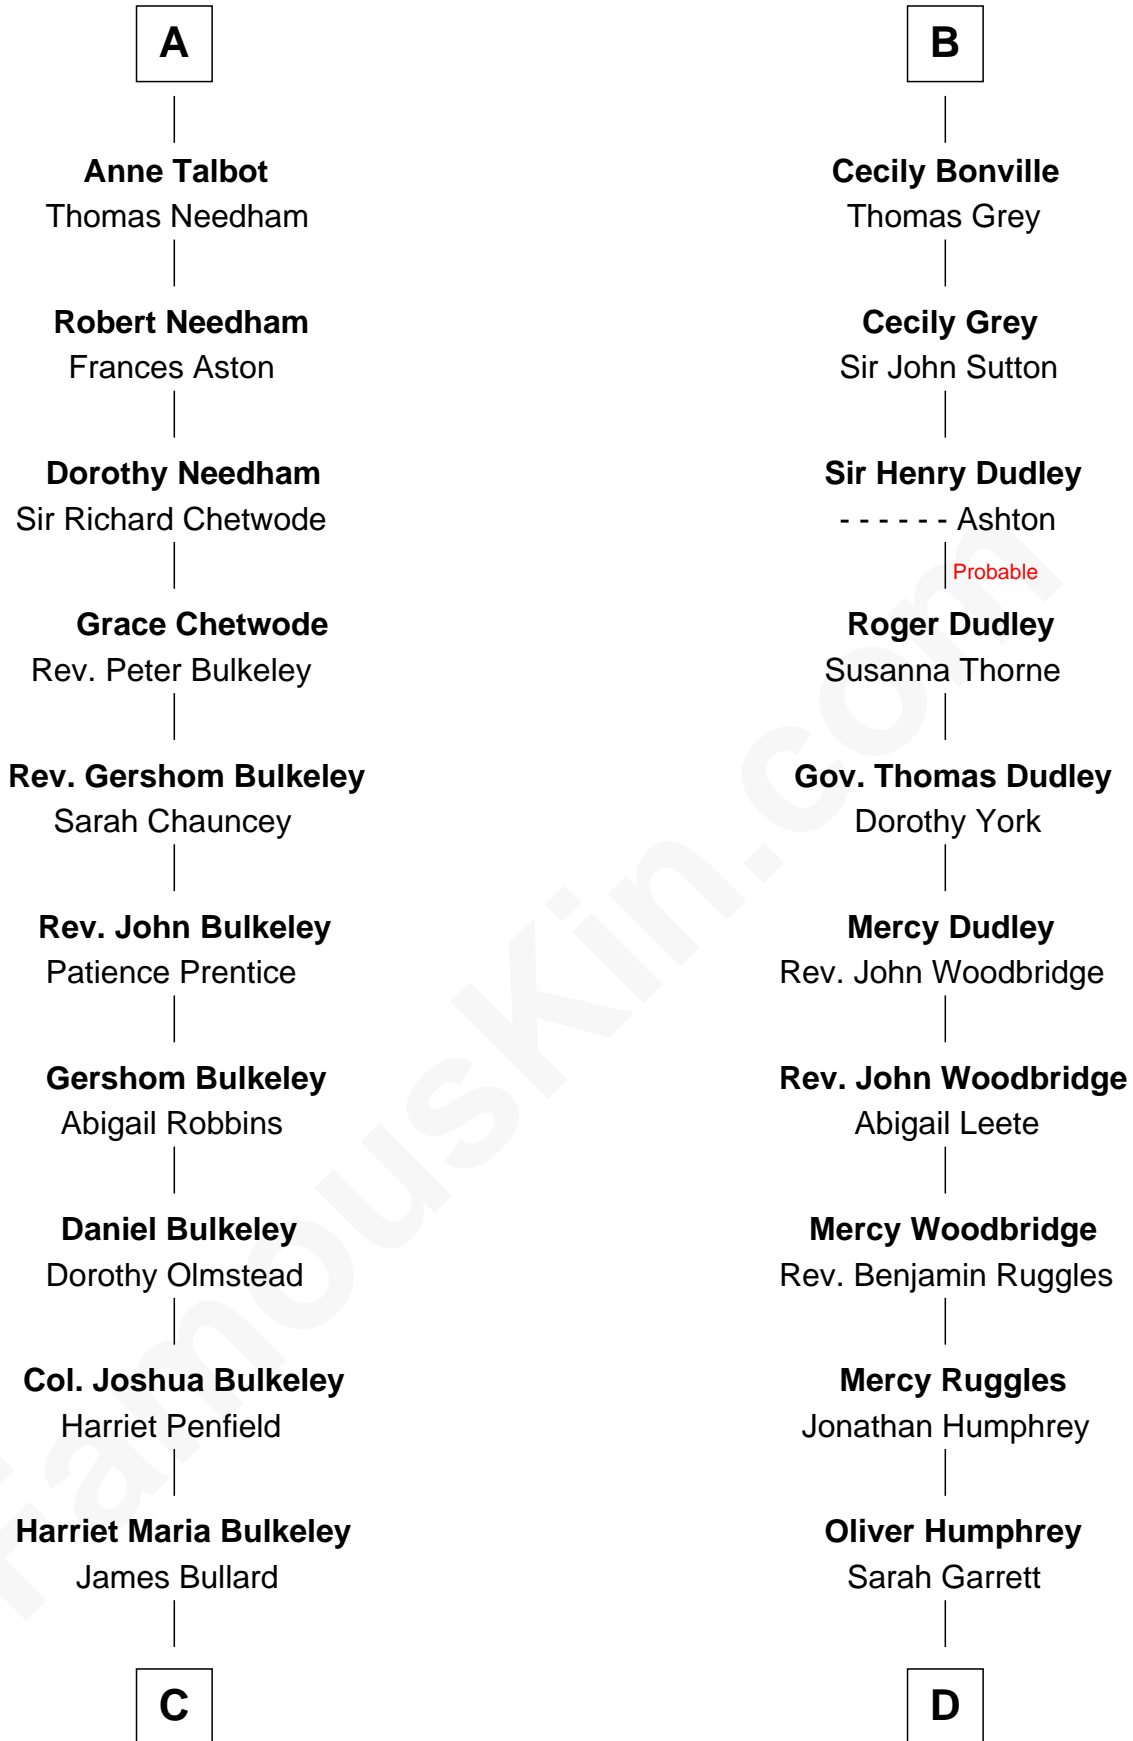 A
Anne Talbot
Thomas Needham
Robert Needham
Frances Aston
Dorothy Needham
Sir Richard Chetwode
Grace Chetwode
Rev. Peter Bulkeley
Rev. Gershom Bulkeley
Sarah Chauncey
Rev. John Bulkeley
Patience Prentice
Gershom Bulkeley
Abigail Robbins
Daniel Bulkeley
Dorothy Olmstead
Col. Joshua Bulkeley
Harriet Penfield
Harriet Maria Bulkeley
James Bullard
C
B
Cecily Bonville
Thomas Grey
Cecily Grey
Sir John Sutton
Sir Henry Dudley
- - - - - - Ashton
Probable
Roger Dudley
Susanna Thorne
Gov. Thomas Dudley
Dorothy York
Mercy Dudley
Rev. John Woodbridge
Rev. John Woodbridge
Abigail Leete
Mercy Woodbridge
Rev. Benjamin Ruggles
Mercy Ruggles
Jonathan Humphrey
Oliver Humphrey
Sarah Garrett
D
FamousKin.com